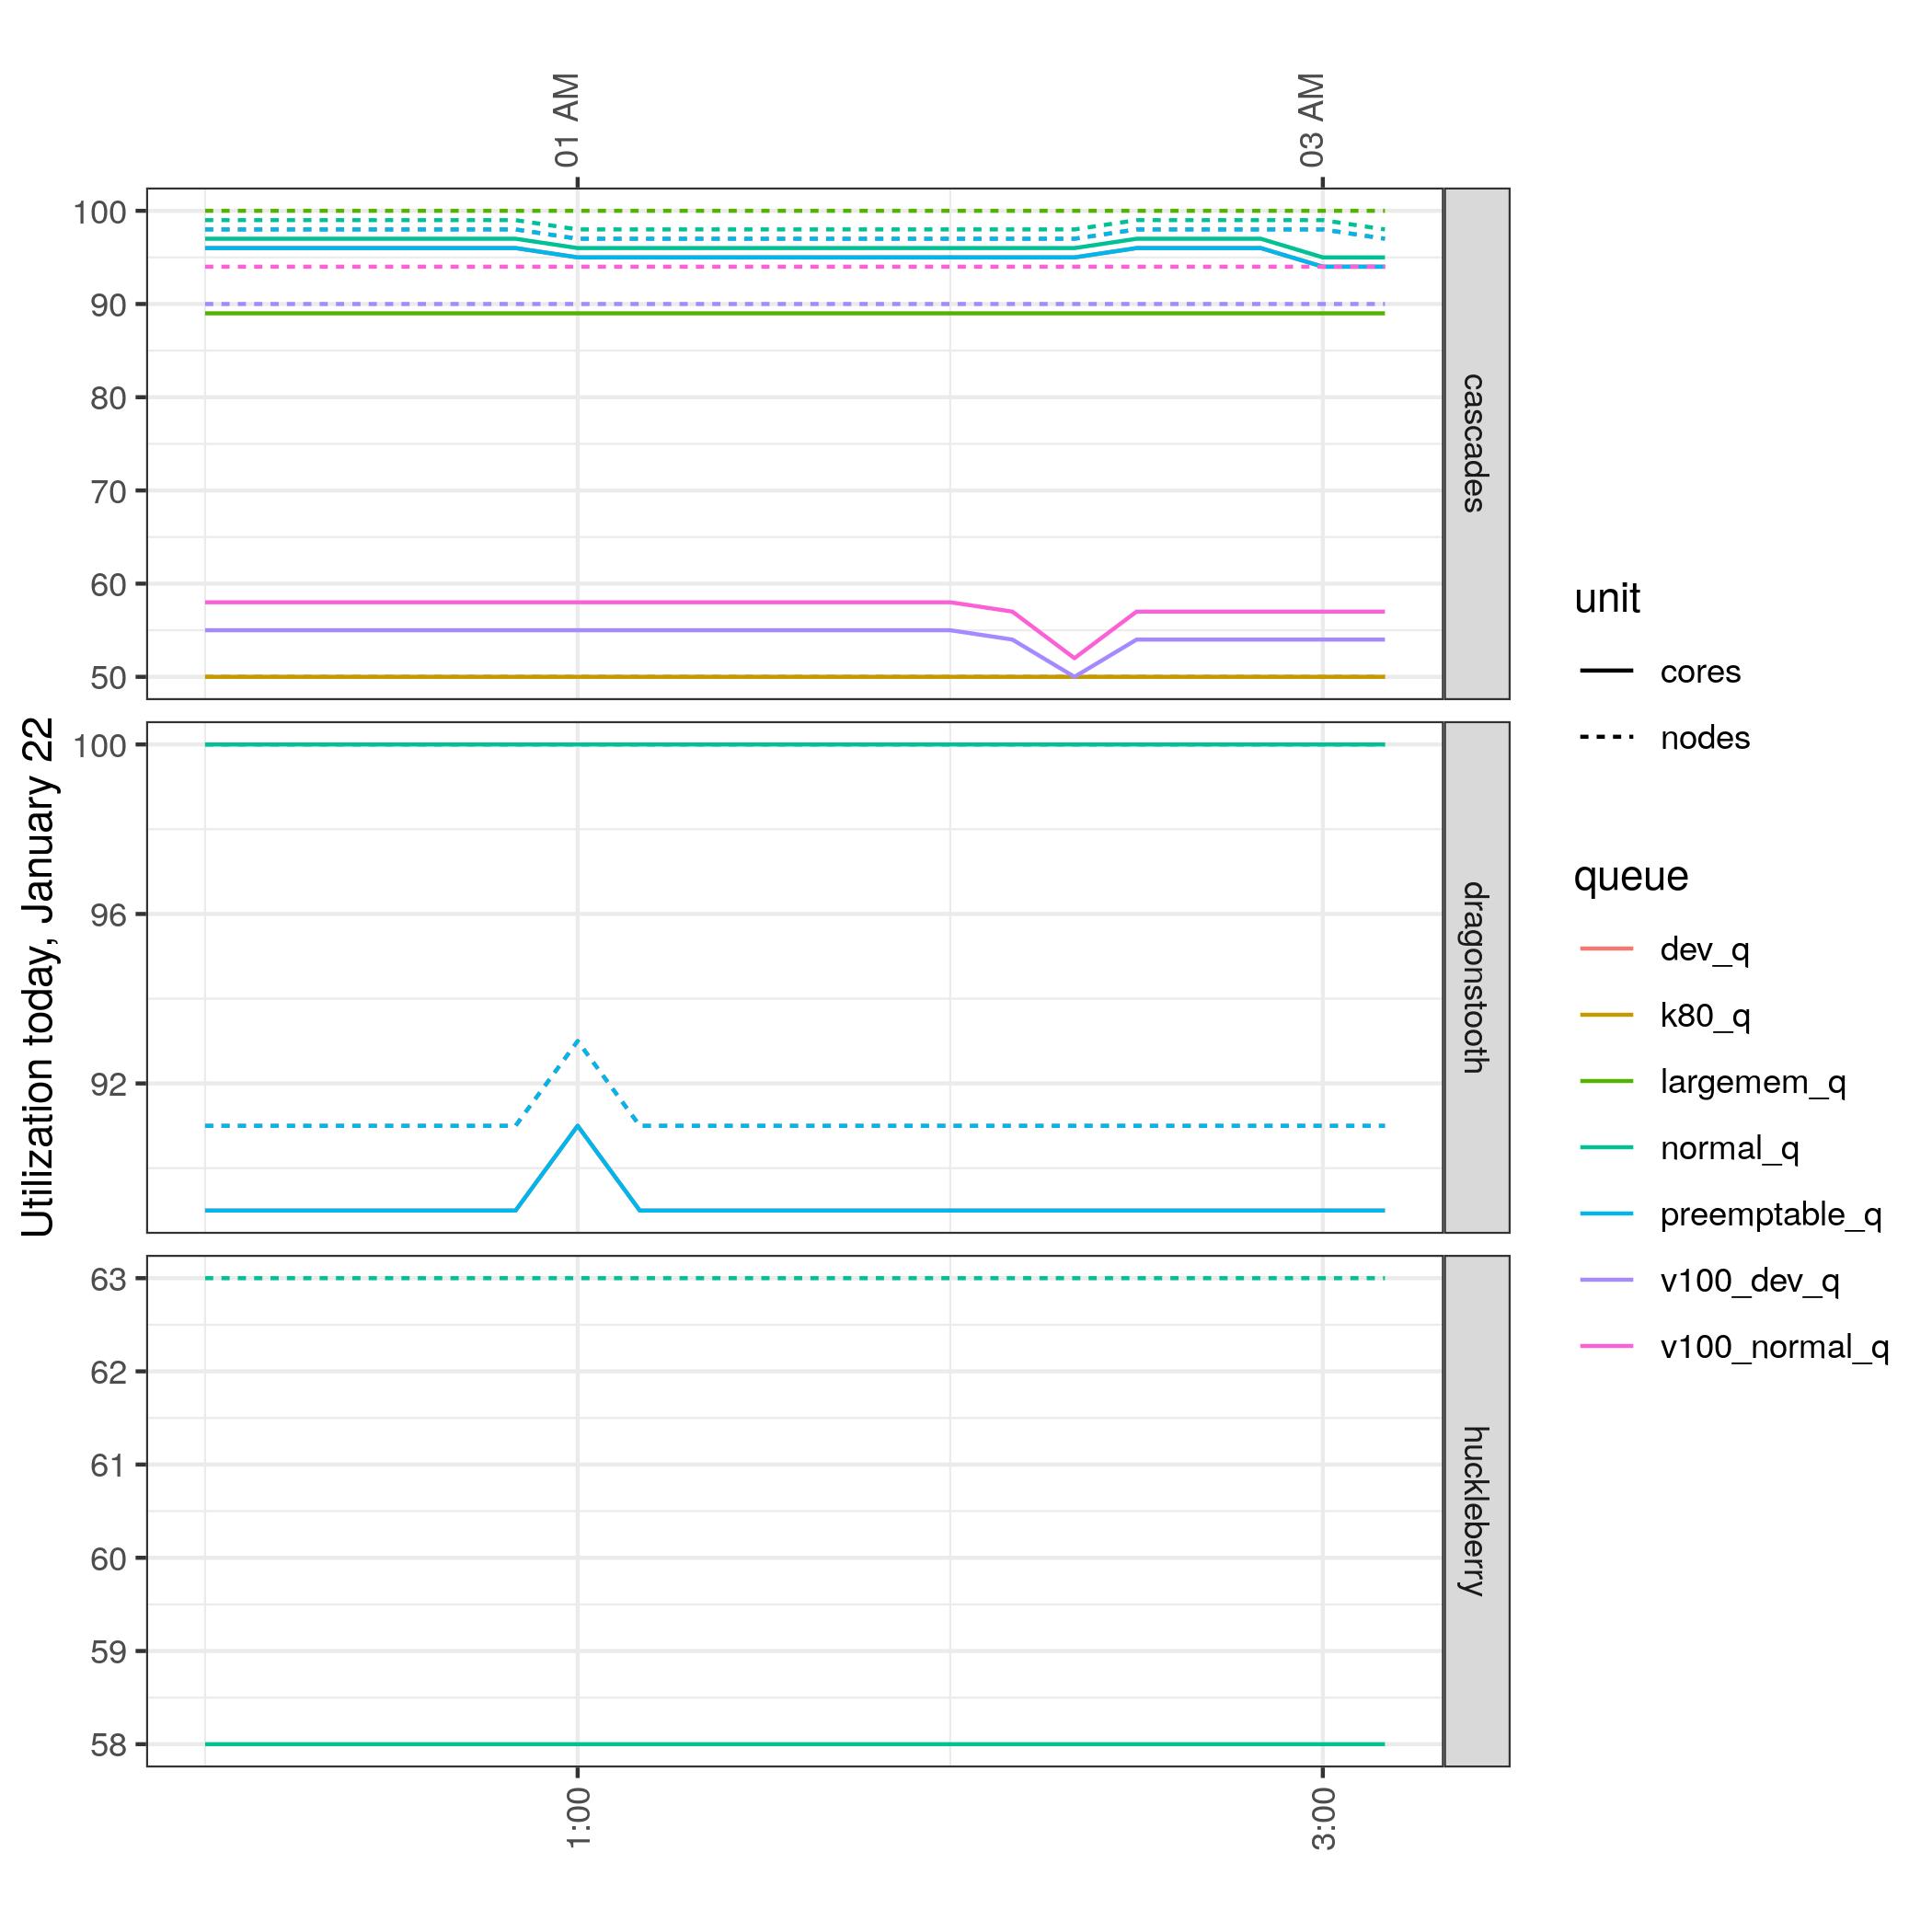 01 AM
03 AM
100
90
80
70
60
50
cascades
100
96
92
dragonstooth
63
62
61
60
59
58
huckleberry
1:00
3:00
Utilization today, January 22
unit
cores
nodes
queue
dev_q
k80_q
largemem_q
normal_q
preemptable_q
v100_dev_q
v100_normal_q